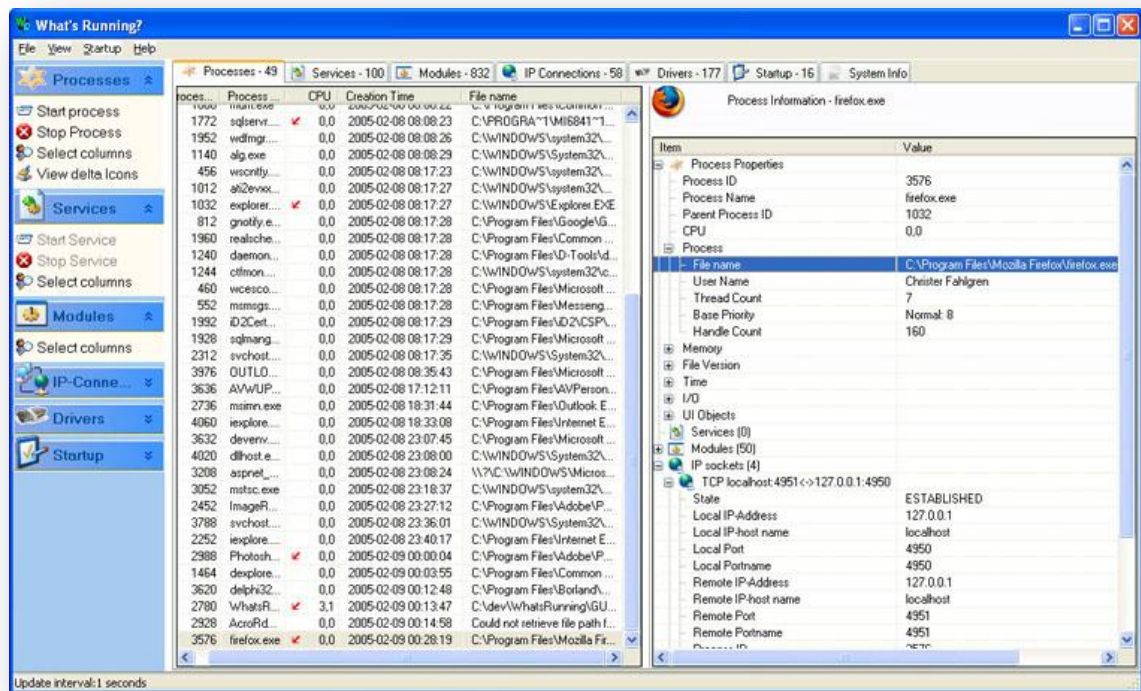 What's Running?
File View Startup Help
Processes
Start process
Stop Process
Select columns
View delta Icons
Services
Start Service
Stop Service
Select columns
Modules
Select columns
IP-Conne...
Drivers
Startup
Processes - 49 Services - 100 Modules - 832 IP Connections - 58 Drivers - 177 Startup - 16 System Info
roces... Process ... CPU Creation Time File name
1772 sqlservr.... 0,0 2005-02-08 08:08:23 C:\PROGRA~1\MI6841~1...
1952 wdfmgr.... 0,0 2005-02-08 08:08:26 C:\WINDOWS\system32\...
1140 alg.exe 0,0 2005-02-08 08:08:29 C:\WINDOWS\System32\...
456 wscntfy.... 0,0 2005-02-08 08:17:23 C:\WINDOWS\system32\...
1012 ati2evxx.... 0,0 2005-02-08 08:17:27 C:\WINDOWS\system32\...
1032 explorer.... 0,0 2005-02-08 08:17:27 C:\WINDOWS\Explorer.EXE
812 gnotify.e... 0,0 2005-02-08 08:17:28 C:\Program Files\Google\G...
1960 realsche... 0,0 2005-02-08 08:17:28 C:\Program Files\Common ...
1240 daemon.... 0,0 2005-02-08 08:17:28 C:\Program Files\D-Tools\d...
1244 ctfmon.... 0,0 2005-02-08 08:17:28 C:\WINDOWS\system32\c...
460 wcesco... 0,0 2005-02-08 08:17:28 C:\Program Files\Microsoft ...
552 msmsgs.... 0,0 2005-02-08 08:17:28 C:\Program Files\Messeng...
1992 iD2Cert.... 0,0 2005-02-08 08:17:29 C:\Program Files\iD2\CSP\...
1928 sqlmang... 0,0 2005-02-08 08:17:29 C:\Program Files\Microsoft ...
2312 svchost.... 0,0 2005-02-08 08:17:35 C:\WINDOWS\System32\...
3976 OUTLO... 0,0 2005-02-08 08:35:43 C:\Program Files\Microsoft ...
3636 AVWUP... 0,0 2005-02-08 17:12:11 C:\Program Files\AVPerson...
2736 msimn.exe 0,0 2005-02-08 18:31:44 C:\Program Files\Outlook E...
4060 iexplore.... 0,0 2005-02-08 18:33:08 C:\Program Files\Internet E...
3632 devenv.... 0,0 2005-02-08 23:07:45 C:\Program Files\Microsoft ...
4020 dllhost.e... 0,0 2005-02-08 23:08:00 C:\WINDOWS\System32\...
3208 aspnet_... 0,0 2005-02-08 23:08:24 \\?\C:\WINDOWS\Micros...
3052 mstsc.exe 0,0 2005-02-08 23:18:37 C:\WINDOWS\system32\...
2452 ImageR... 0,0 2005-02-08 23:27:12 C:\Program Files\Adobe\P...
3788 svchost.... 0,0 2005-02-08 23:36:01 C:\WINDOWS\System32\...
2252 iexplore.... 0,0 2005-02-08 23:40:17 C:\Program Files\Internet E...
2988 Photosh... 0,0 2005-02-09 00:00:04 C:\Program Files\Adobe\P...
1464 dexplore.... 0,0 2005-02-09 00:03:55 C:\Program Files\Common ...
3620 delphi32.... 0,0 2005-02-09 00:12:48 C:\Program Files\Borland\...
2780 WhatsR... 3,1 2005-02-09 00:13:47 C:\dev\WhatsRunning\GU...
2928 AcroRd... 0,0 2005-02-09 00:14:58 Could not retrieve file path f...
3576 firefox.exe 0,0 2005-02-09 00:28:19 C:\Program Files\Mozilla Fir...
Process Information - firefox.exe
Item Value
Process Properties
Process ID 3576
Process Name firefox.exe
Parent Process ID 1032
CPU 0,0
Process
File name C:\Program Files\Mozilla Firefox\firefox.exe
User Name Christer Fahlgren
Thread Count 7
Base Priority Normal: 8
Handle Count 160
Memory
File Version
Time
I/O
UI Objects
Services (0)
Modules (50)
IP sockets (4)
TCP localhost:4951<->127.0.0.1:4950
State ESTABLISHED
Local IP-Address 127.0.0.1
Local IP-host name localhost
Local Port 4950
Local Portname 4950
Remote IP-Address 127.0.0.1
Remote IP-host name localhost
Remote Port 4951
Remote Portname 4951
Update interval:1 seconds